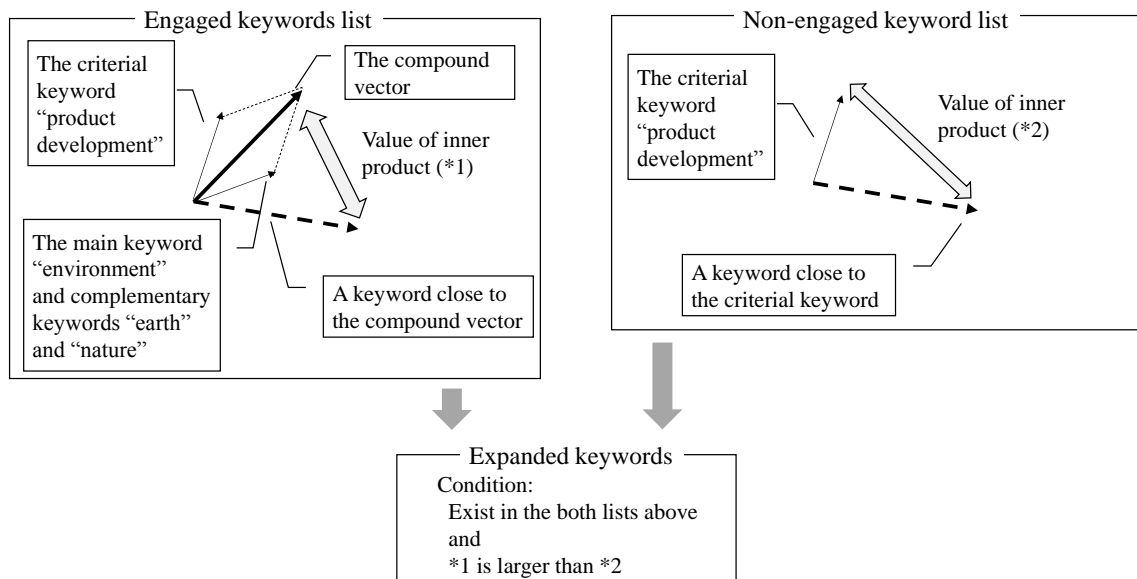 Engaged keywords list
The criterial
keyword
“product
development”
The compound
vector
Value of inner
product (*1)
The main keyword
“environment”
and complementary
keywords “earth”
and “nature”
A keyword close to
the compound vector
Non-engaged keyword list
The criterial
keyword
“product
development”
Value of inner
product (*2)
A keyword close to
the criterial keyword
Expanded keywords
Condition:
Exist in the both lists above
and
*1 is larger than *2